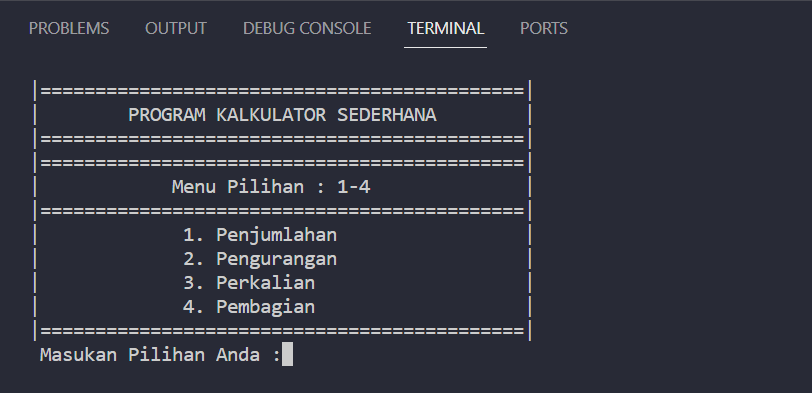 PROBLEMS OUTPUT DEBUG CONSOLE TERMINAL PORTS
|============================================|
| PROGRAM KALKULATOR SEDERHANA |
|============================================|
|============================================|
| Menu Pilihan : 1-4 |
|============================================|
| 1. Penjumlahan |
| 2. Pengurangan |
| 3. Perkalian |
| 4. Pembagian |
|============================================|
Masukan Pilihan Anda :